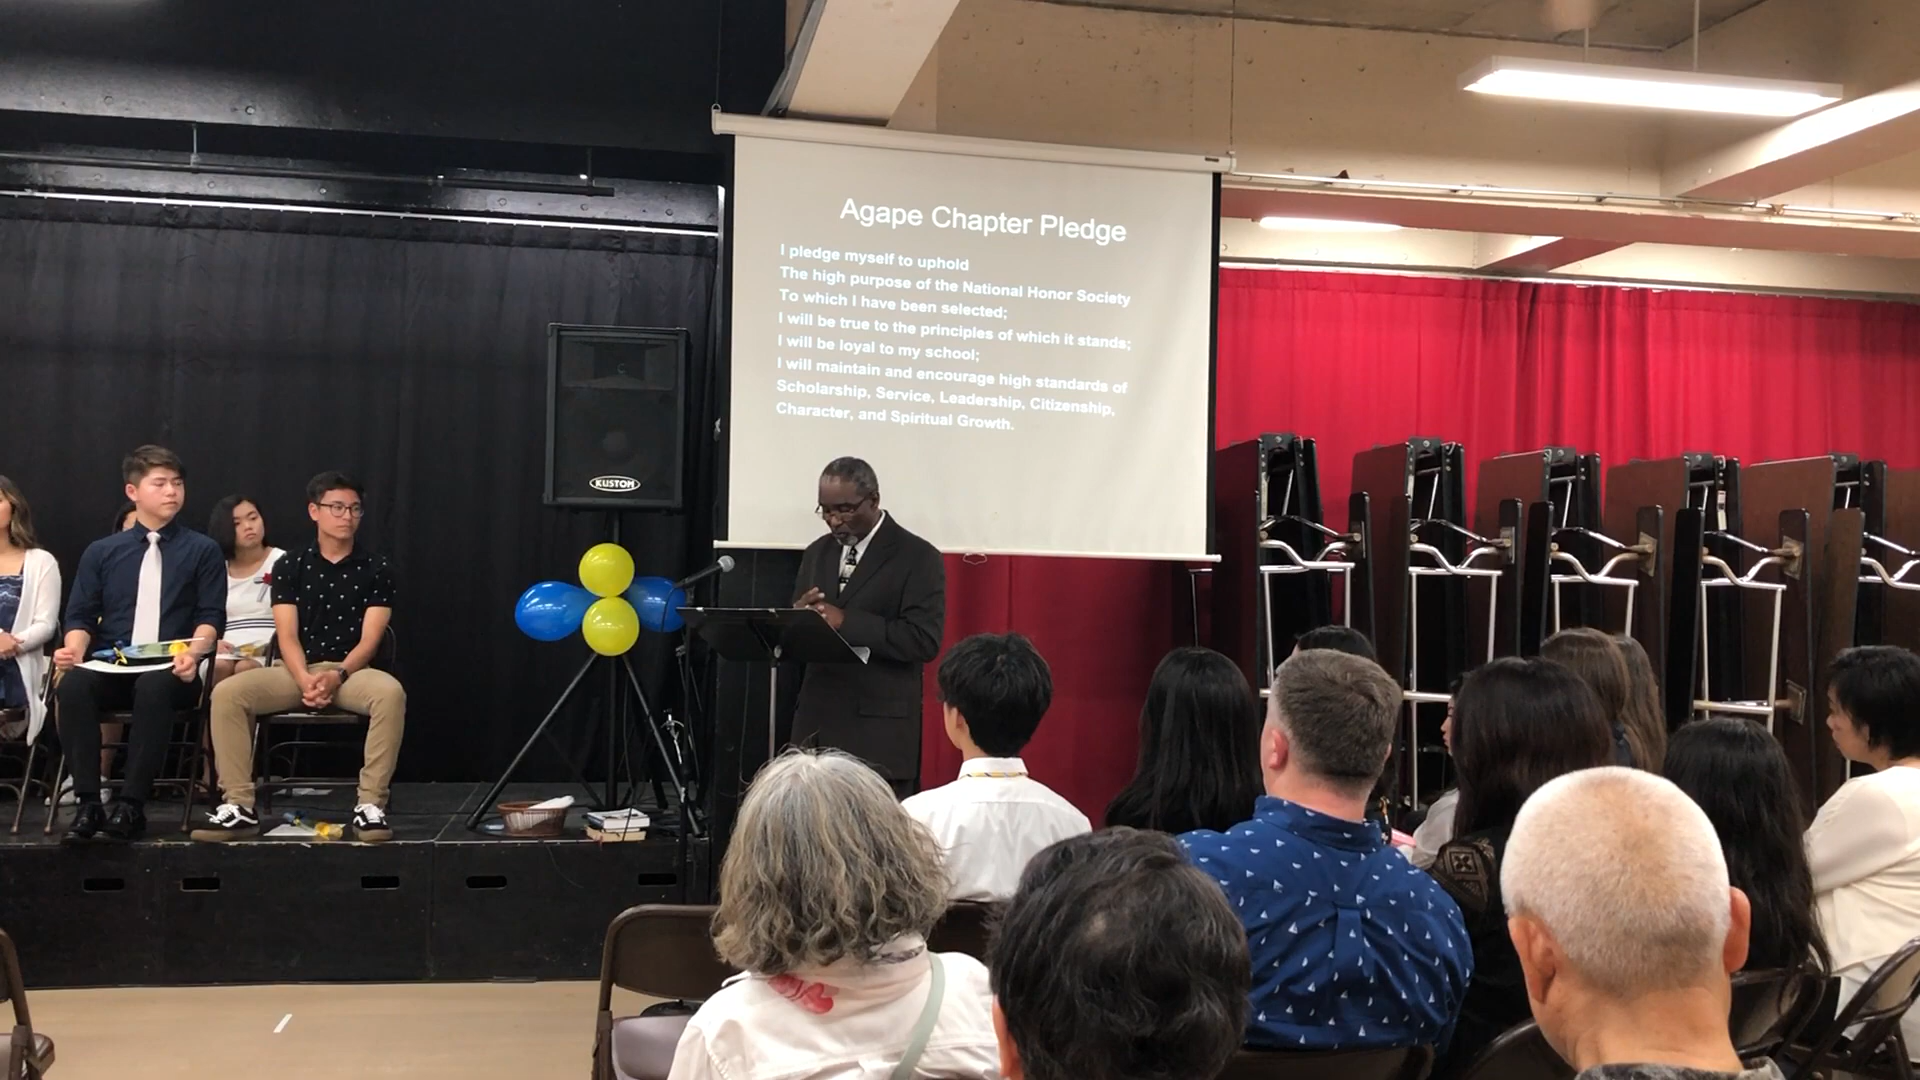 Agape Chapter Pledge
I pledge myself to uphold
The high purpose of the National Honor Society
To which I have been selected;
I will be true to the principles of which it stands;
I will be loyal to my school;
I will maintain and encourage high standards of
Scholarship, Service, Leadership, Citizenship,
Character, and Spiritual Growth.
KUSTOM